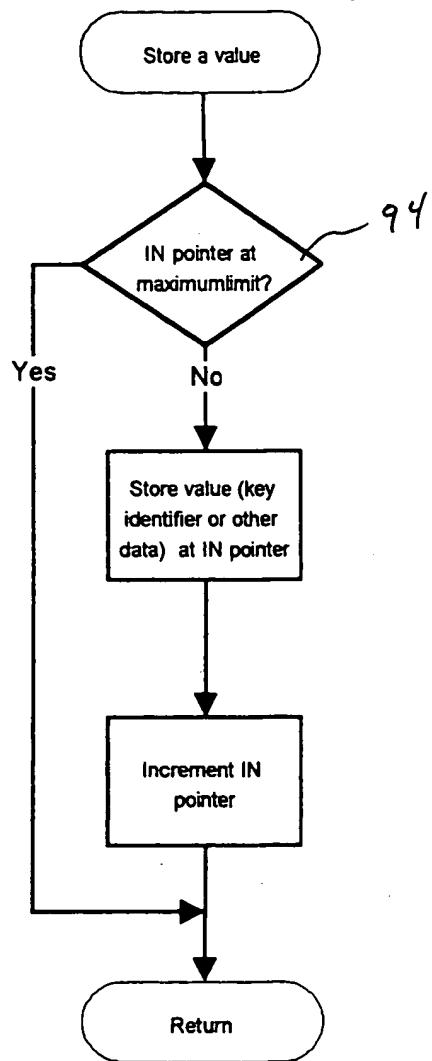 Store a value
94
IN pointer at
maximumlimit?
Yes
No
Store value (key
identifier or other
data) at IN pointer
Increment IN
pointer
Return